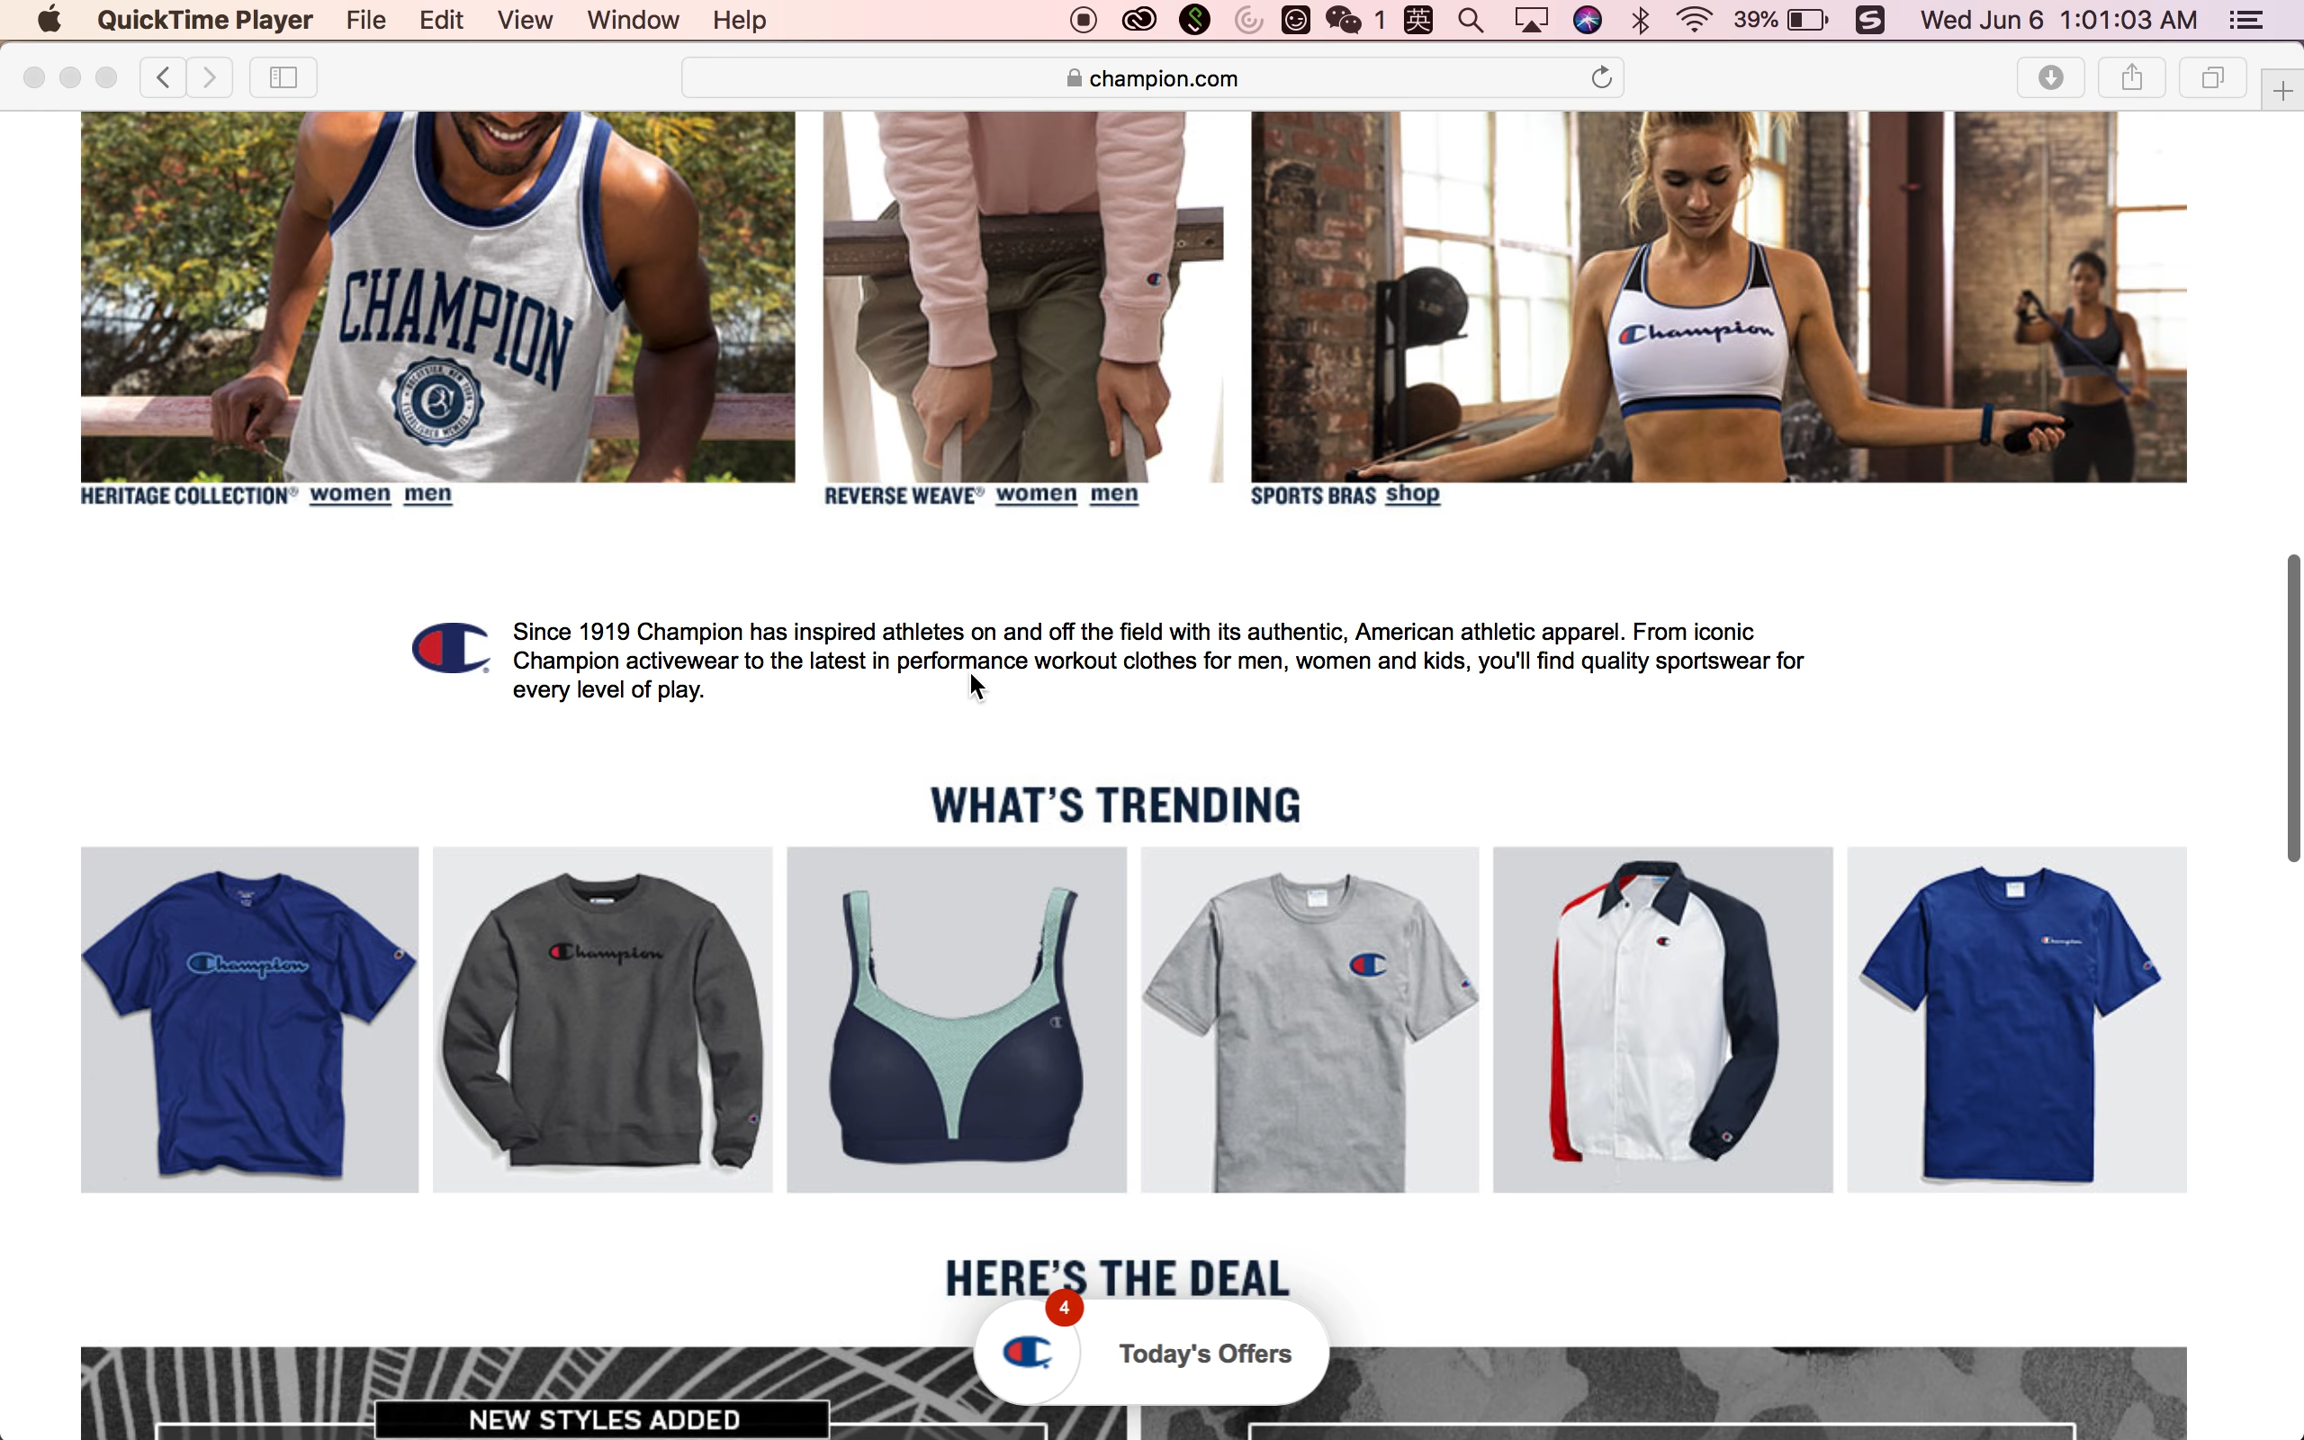 QuickTime Player File Edit View Window Help 1 英 39% Wed Jun 6 1:01:03 AM
champion.com
CHAMPION
Champion
HERITAGE COLLECTION® women men
REVERSE WEAVE® women men
SPORTS BRAS shop
Since 1919 Champion has inspired athletes on and off the field with its authentic, American athletic apparel. From iconic
Champion activewear to the latest in performance workout clothes for men, women and kids, you'll find quality sportswear for
every level of play.
WHAT'S TRENDING
Champion
Champion
Champion
HERE'S THE DEAL
4
Today's Offers
NEW STYLES ADDED